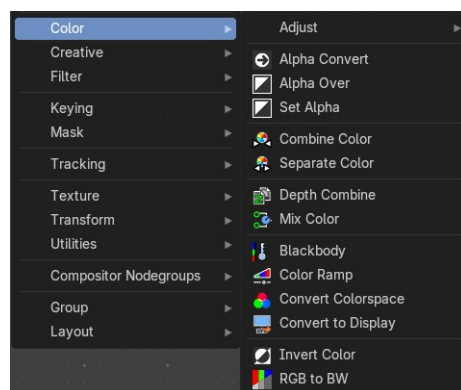 Color
Creative
Filter
Keying
Mask
Tracking
Texture
Transform
Utilities
Compositor Nodegroups
Group
Layout
Adjust
Alpha Convert
Alpha Over
Set Alpha
Combine Color
Separate Color
Depth Combine
Mix Color
Blackbody
Color Ramp
Convert Colorspace
Convert to Display
Invert Color
RGB to BW